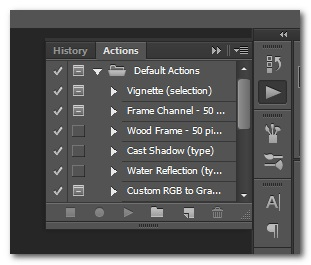 History Actions
Default Actions
Vignette (selection)
Frame Channel - 50 ...
Wood Frame - 50 pi...
Cast Shadow (type)
Water Reflection (ty...
Custom RGB to Gra...
A